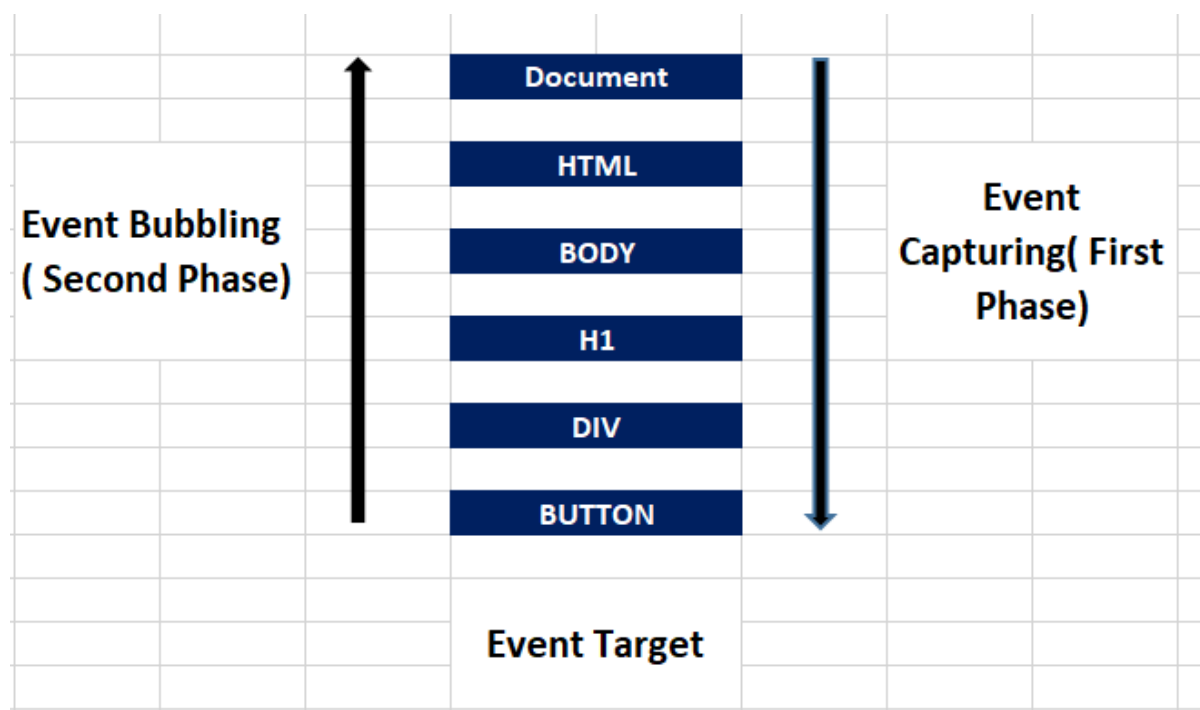 Document
HTML
Event Bubbling
( Second Phase)
BODY
Event
Capturing( First
Phase)
H1
DIV
BUTTON
Event Target